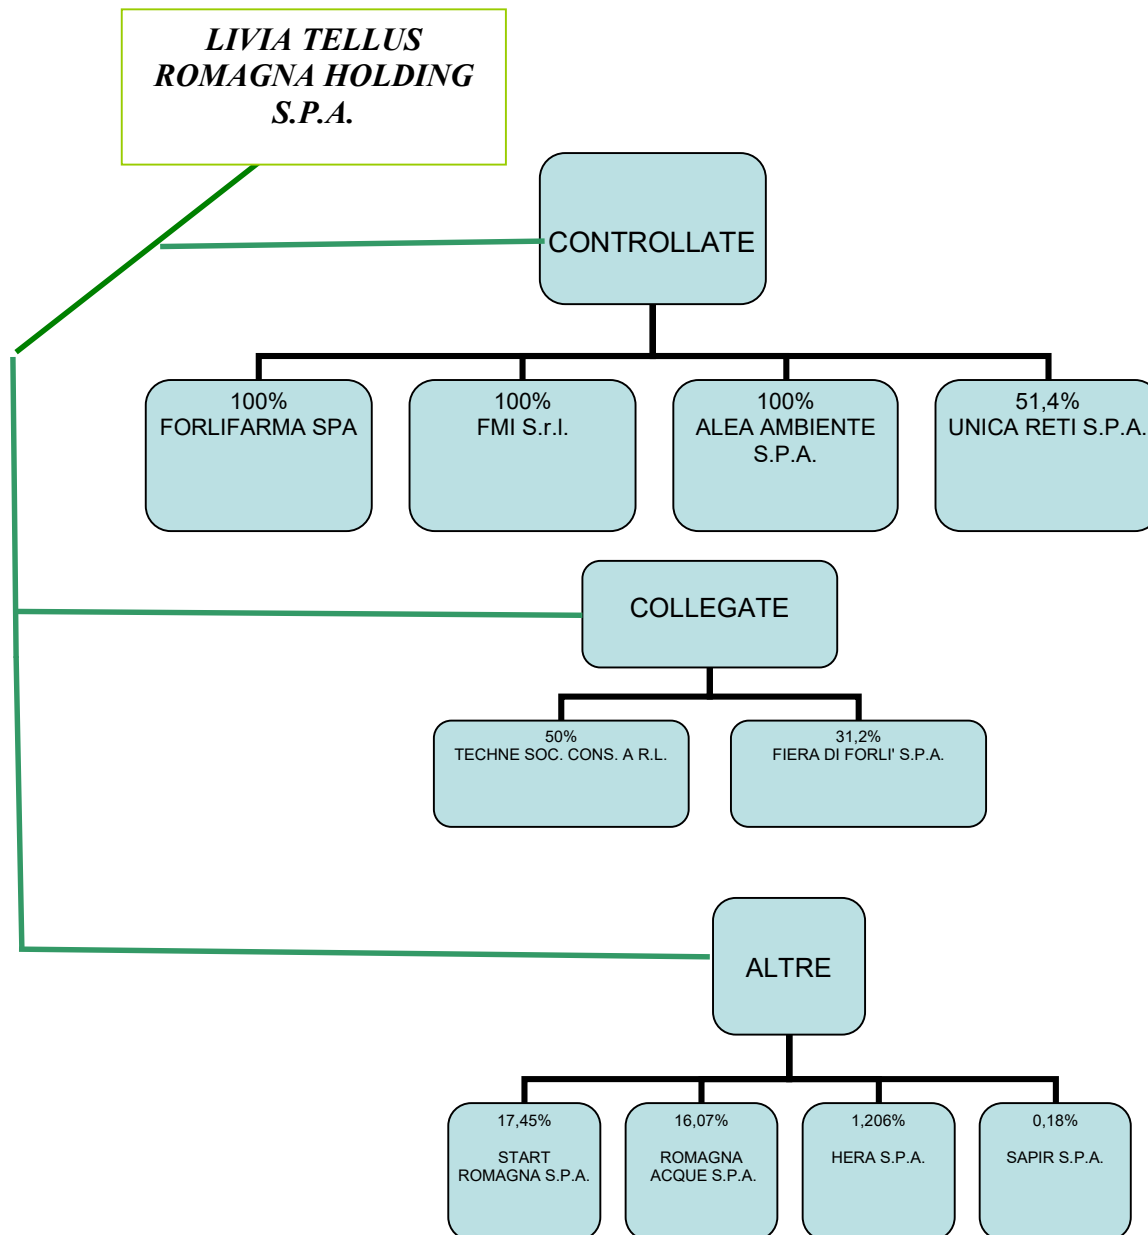 LIVIA TELLUS
ROMAGNA HOLDING
S.P.A.
CONTROLLATE
100%
FORLIFARMA SPA
100%
FMI S.r.l.
100%
ALEA AMBIENTE
S.P.A.
51,4%
UNICA RETI S.P.A.
COLLEGATE
50%
TECHNE SOC. CONS. A R.L.
31,2%
FIERA DI FORLI' S.P.A.
ALTRE
17,45%
START
ROMAGNA S.P.A.
16,07%
ROMAGNA
ACQUE S.P.A.
1,206%
HERA S.P.A.
0,18%
SAPIR S.P.A.